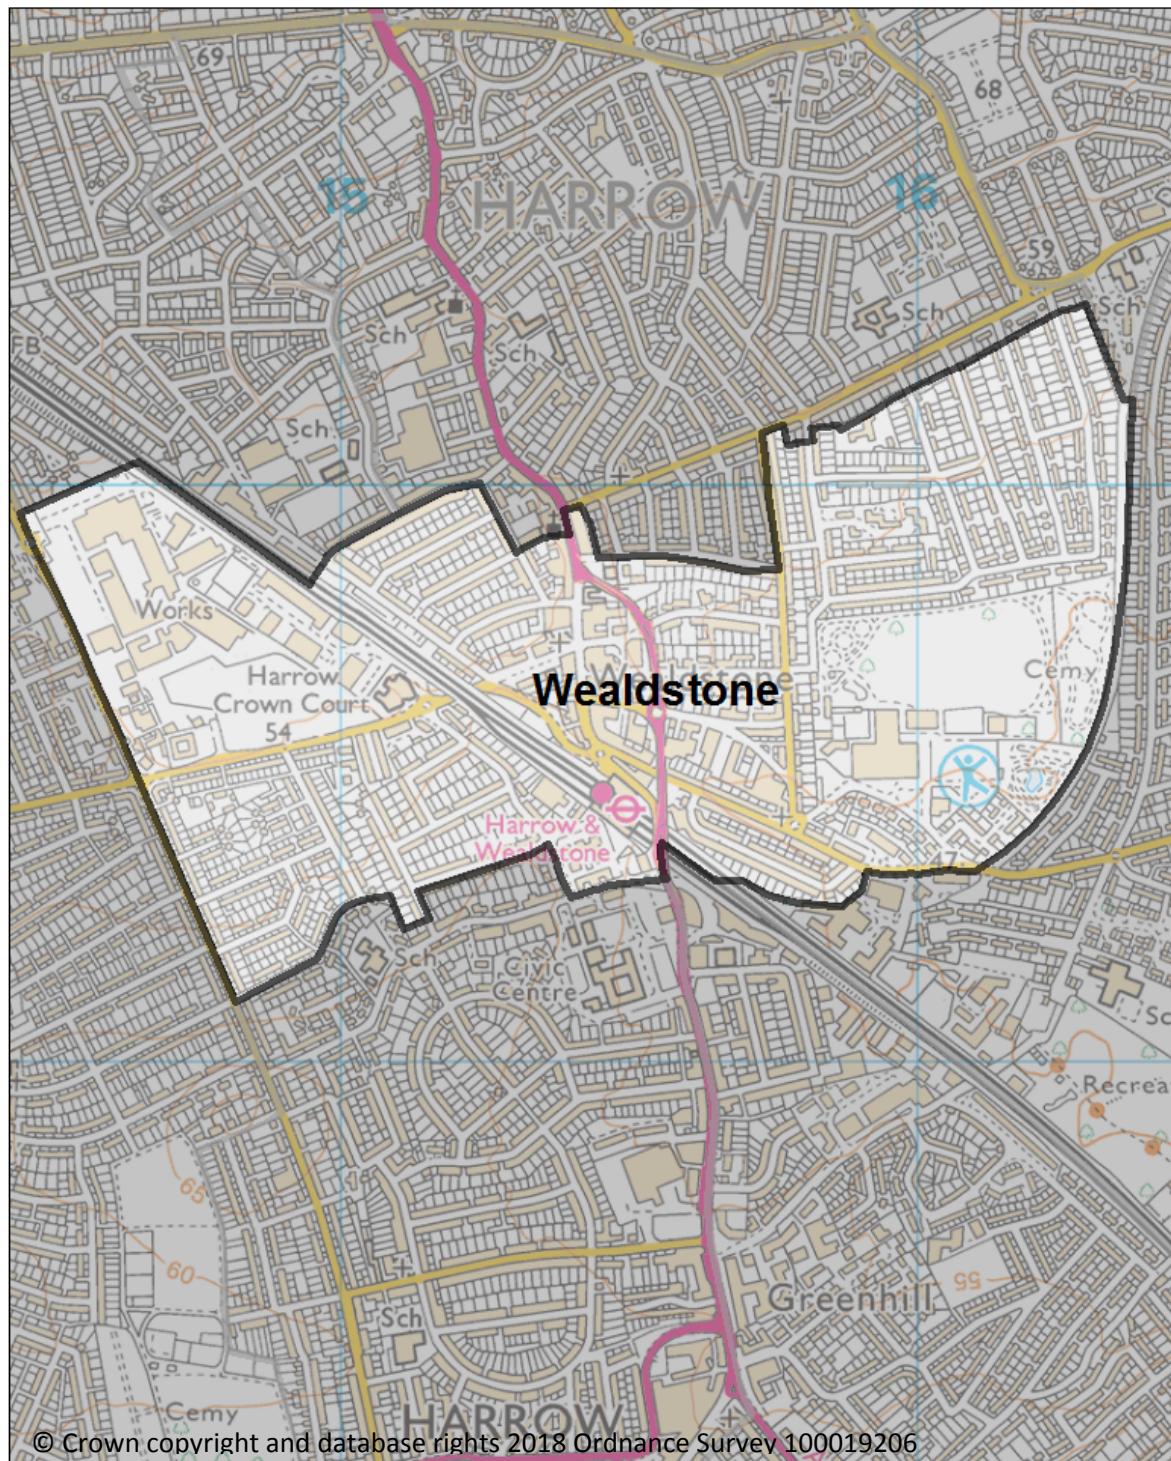 69
68
15
HARROW
16
59
Sch
Sch
Sch
Sch
FB
Sch
Works
Harrow
Crown Court
54
Cemy
Wealdstone
Harrow &
Wealdstone
47
Sch
Civic
Centre
Sc
Recrea
65
60
55
Greenhill
Sch
Cemy
HARROW
© Crown copyright and database rights 2018 Ordnance Survey 100019206